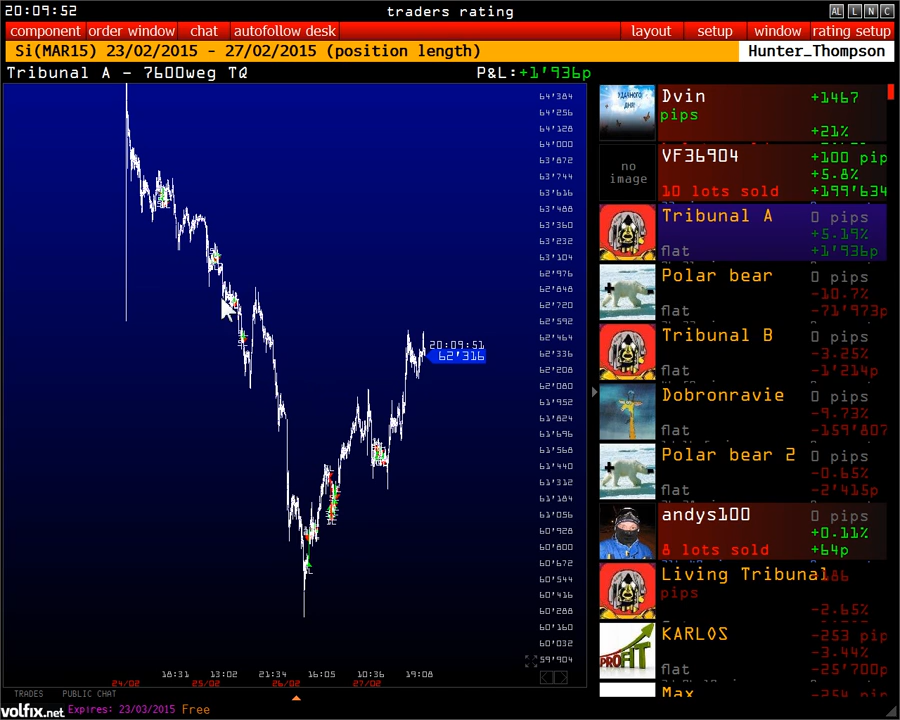 20:09:52
traders rating
AL L N C
component order window chat autofollow desk layout setup window rating setup
Si(MAR15) 23/02/2015 - 27/02/2015 (position length)
Hunter_Thompson
Tribunal A - 7600weg TQ
P&L:+1'936p
64'384
64'256
64'128
64'000
63'872
63'744
63'616
63'488
63'360
63'232
63'104
62'976
62'848
62'720
62'592
62'464
62'336
62'208
62'080
61'952
61'824
61'696
61'568
61'440
61'312
61'184
61'056
60'928
60'800
60'672
60'544
60'416
60'288
60'160
60'032
59'904
20:09:51
62'316
18:31 13:02 21:34 16:05 10:36 19:08
24/02 25/02 26/02 27/02
TRADES PUBLIC CHAT
volfix.net Expires: 23/03/2015 Free
УДАЧНОГО
ДНЯ!
Dvin +1467
pips
+21%
no
image
VF36904 +100 pip
+5.8%
10 lots sold +199'634
Tribunal A 0 pips
+5.19%
flat +1'936p
Polar bear 0 pips
-10.7%
flat -71'973p
Tribunal B 0 pips
-3.25%
flat -1'214p
Dobronravie 0 pips
-9.73%
flat -159'807
Polar bear 2 0 pips
-0.65%
flat -2'415p
andys100 0 pips
+0.11%
8 lots sold +64p
Living Tribunal
pips
-2.65%
PROFIT
KARLOS -253 pip
-3.44%
flat -25'700p
Max